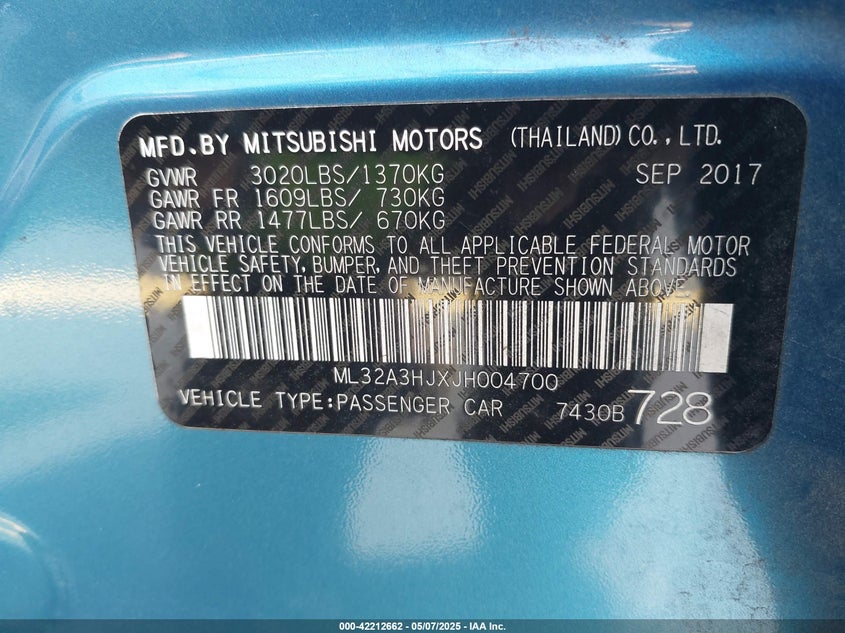 MFD.BY MITSUBISHI MOTORS (THAILAND)CO.,LTD.
GVWR 3020LBS/1370KG SEP 2017
GAWR FR 1609LBS/ 730KG
GAWR RR 1477LBS/ 670KG
THIS VEHICLE CONFORMS TO ALL APPLICABLE FEDERAL MOTOR
VEHICLE SAFETY, BUMPER, AND THEFT PREVENTION STANDARDS
IN EFFECT ON THE DATE OF MANUFACTURE SHOWN ABOVE.
ML32A3HJXJH004700
VEHICLE TYPE:PASSENGER CAR 7430B 728
000-42212662 - 05/07/2025 - IAA Inc.